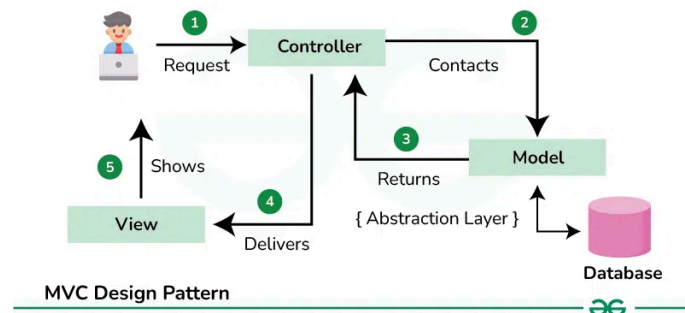 1
2
Controller
Request
Contacts
3
Model
5
Shows
Returns
4
{ Abstraction Layer }
View
Delivers
Database
MVC Design Pattern